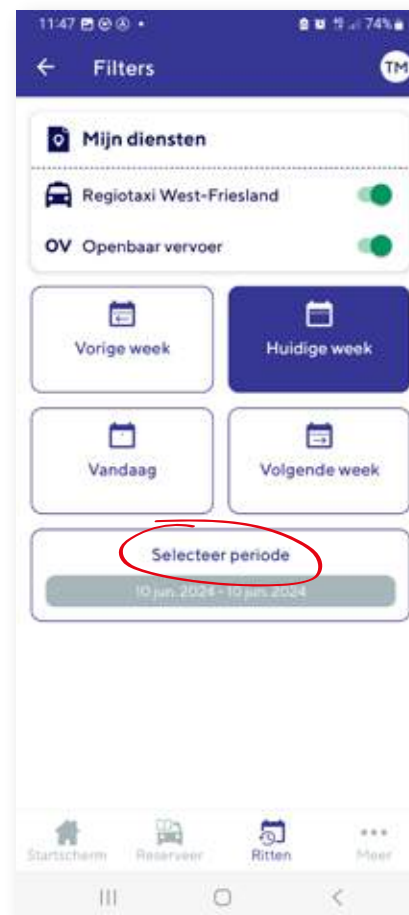 11:47 74%
Filters TM
Mijn diensten
Regiotaxi West-Friesland
OV Openbaar vervoer
Vorige week Huidige week
Vandaag Volgende week
Selecteer periode
10 jun. 2024 - 10 jun. 2024
Startscherm Reserveer Ritten Meer